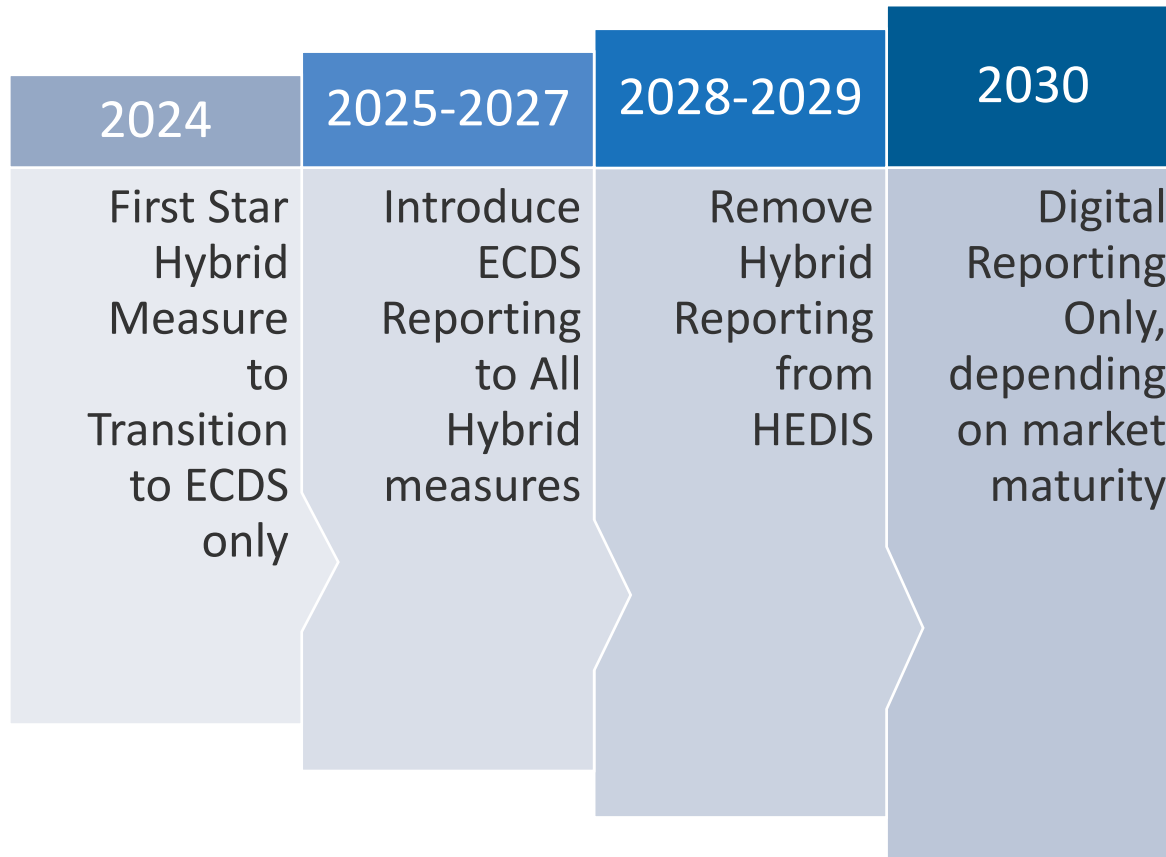 2024
First Star
Hybrid
Measure
to
Transition
to ECDS
only
2025-2027
Introduce
ECDS
Reporting
to All
Hybrid
measures
2028-2029
Remove
Hybrid
Reporting
from
HEDIS
2030
Digital
Reporting
Only,
depending
on market
maturity